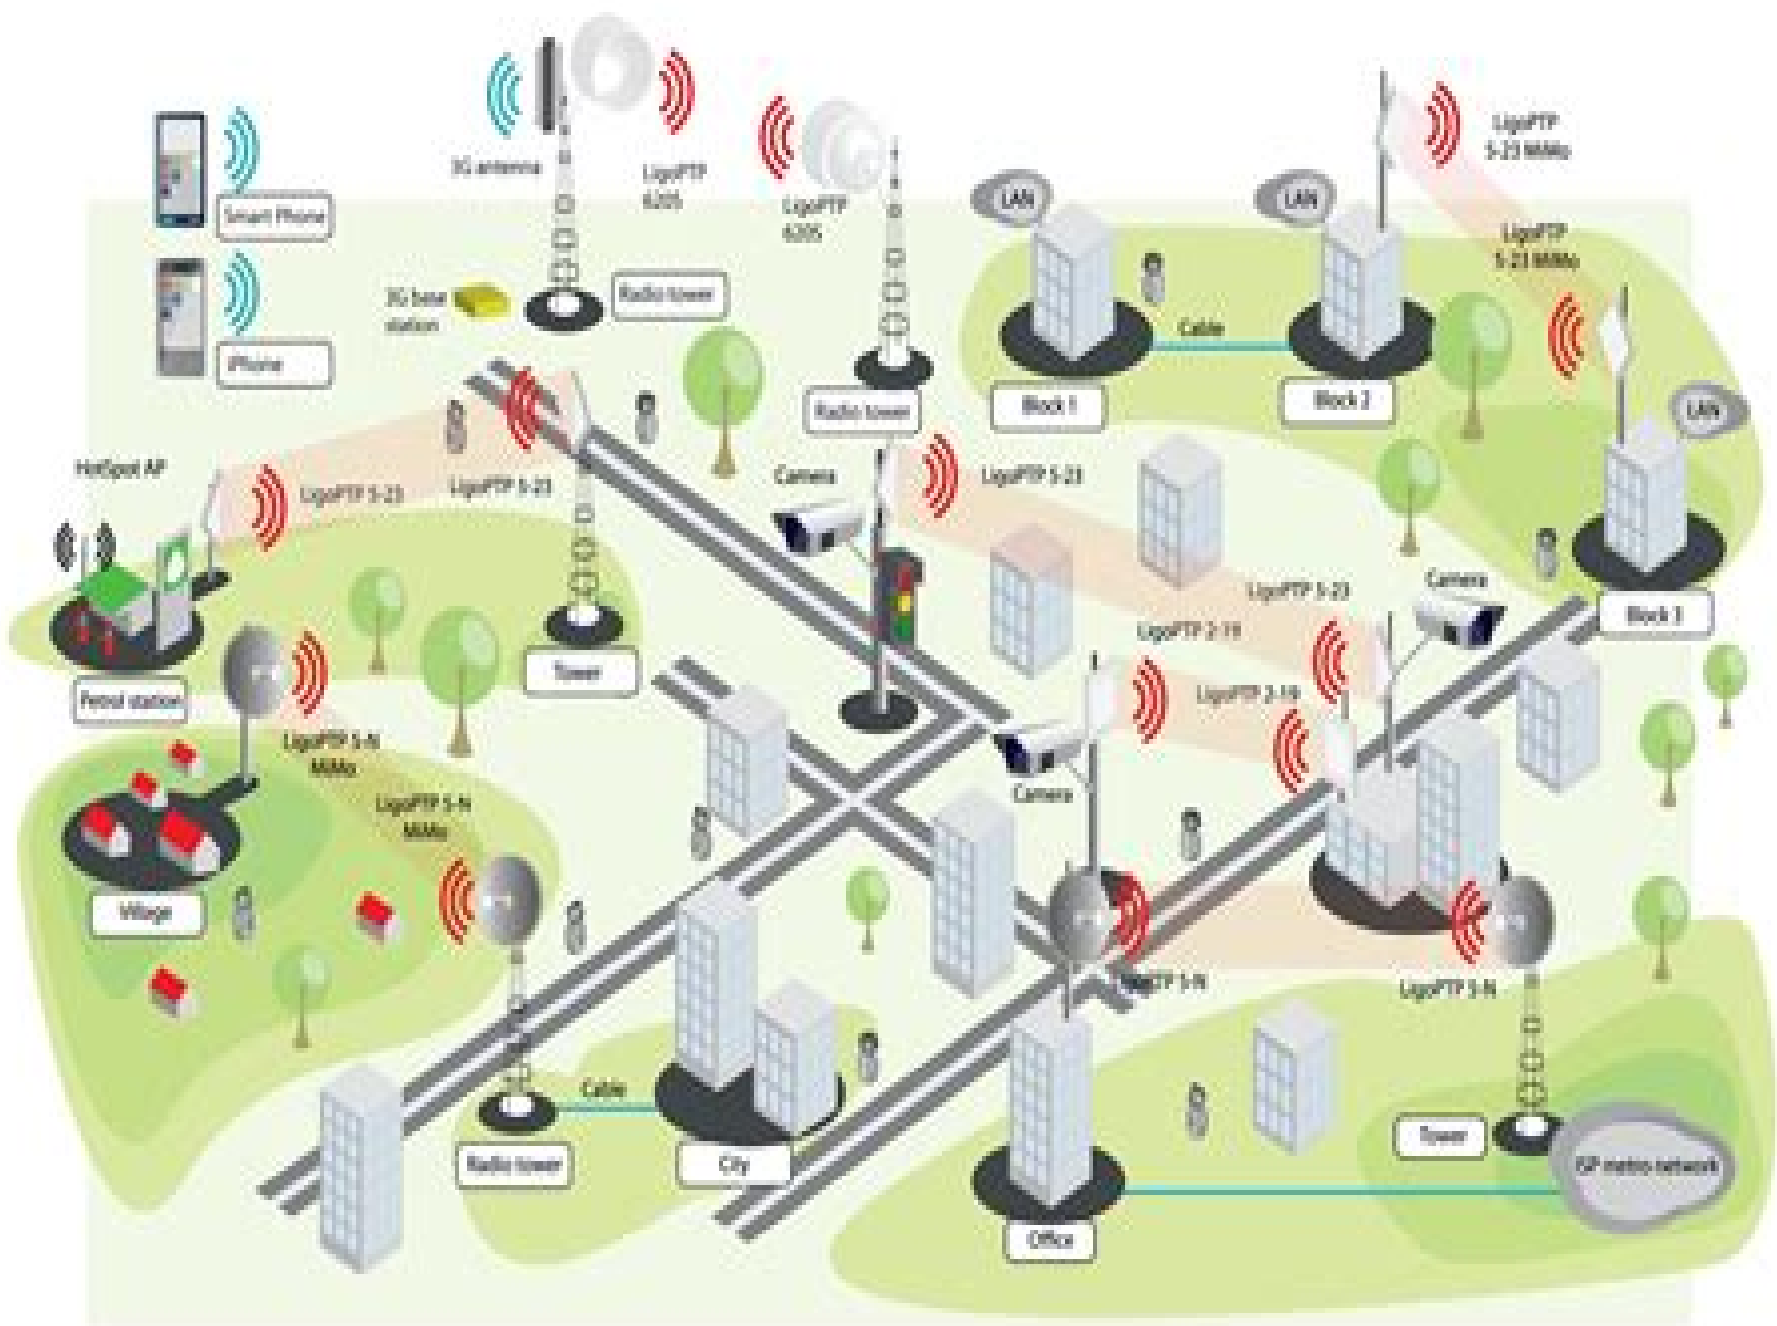 3G antenna
LigoPTP
620S
LigoPTP
620S
LigoPTP
5-23 MiMo
LAN
LAN
Smart Phone
LigoPTP
5-23 MiMo
3G base
station
Radio tower
iPhone
Cable
Radio tower
Block 1
Block 2
LAN
HotSpot AP
LigoPTP 5-23
LigoPTP 5-23
Camera
LigoPTP 5-23
LigoPTP 5-23
Camera
Block 3
LigoPTP 2-19
Tower
Petrol station
LigoPTP 2-19
LigoPTP 5-N
MiMo
LigoPTP 5-N
MiMo
Camera
Village
LigoPTP 5-N
Cable
Radio tower
City
Tower
ISP metro network
Office